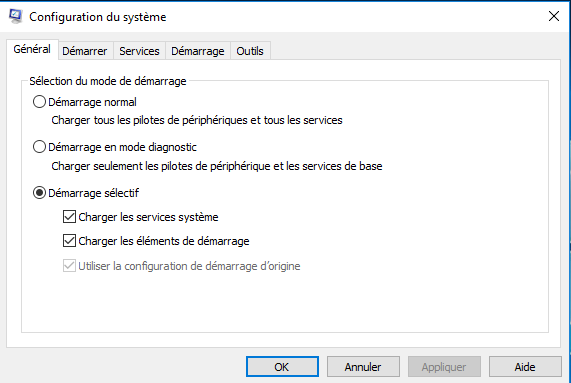 Configuration du système
Général Démarrer Services Démarrage Outils
Sélection du mode de démarrage
Démarrage normal
Charger tous les pilotes de périphériques et tous les services
Démarrage en mode diagnostic
Charger seulement les pilotes de périphérique et les services de base
Démarrage sélectif
Charger les services système
Charger les éléments de démarrage
Utiliser la configuration de démarrage d'origine
OK Annuler Appliquer Aide